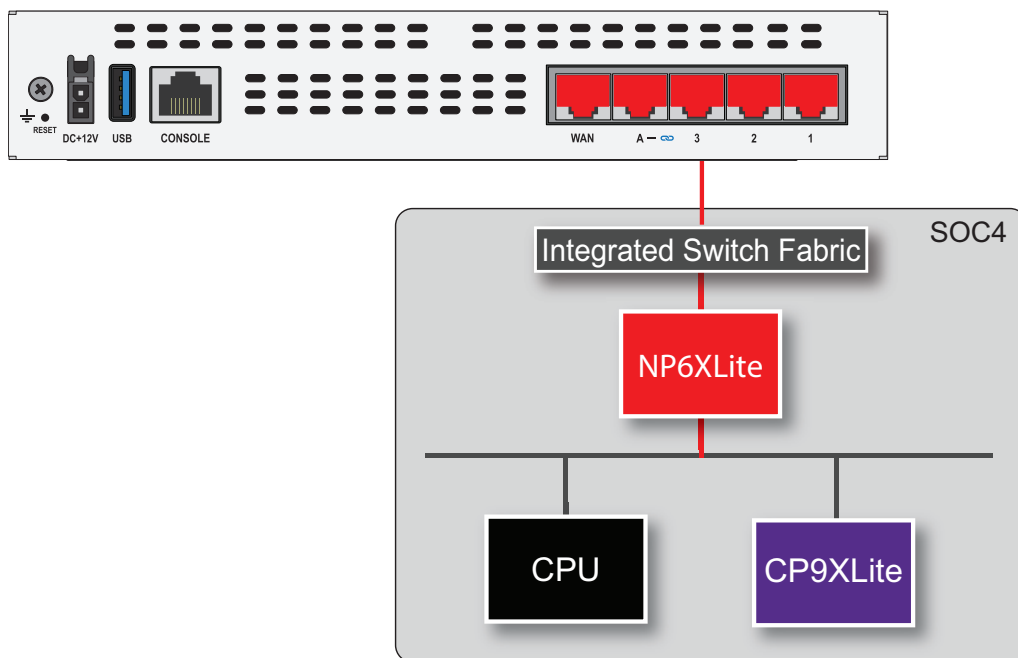 RESET
DC+12V USB CONSOLE WAN A 3 2 1
SOC4
Integrated Switch Fabric
NP6XLite
CPU CP9XLite